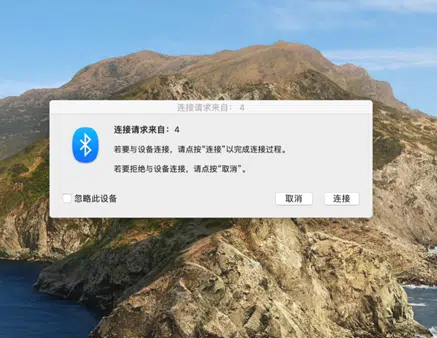 连接请求来自： 4
连接请求来自：4
若要与设备连接，请点按“连接”以完成连接过程。
若要拒绝与设备连接，请点按“取消”。
忽略此设备
取消
连接